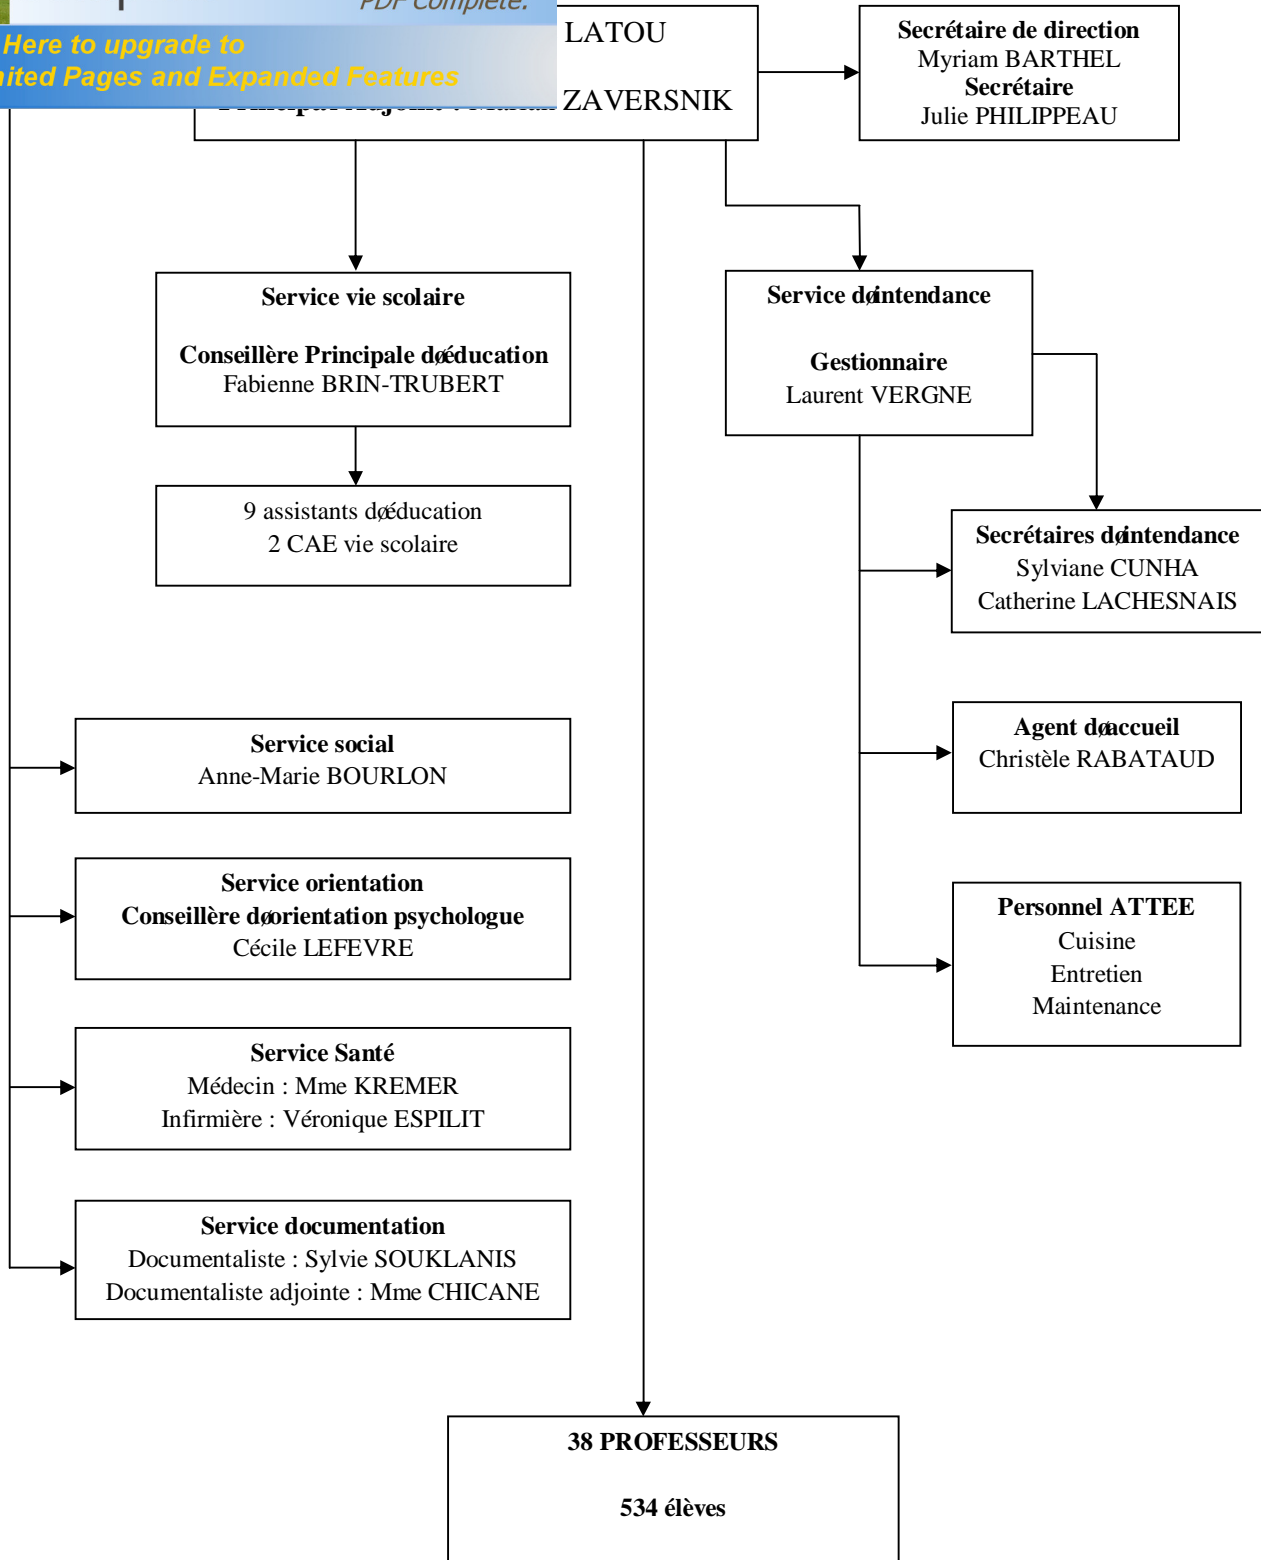 PDF Complete.
Here to upgrade to
Pages and Expanded Features
LATOU
ZAVERSNIK
Secrétaire de direction
Myriam BARTHEL
Secrétaire
Julie PHILIPPEAU
Service vie scolaire
Conseillère Principale døéducation
Fabienne BRIN-TRUBERT
9 assistants døéducation
2 CAE vie scolaire
Service døintendance
Gestionnaire
Laurent VERGNE
Secrétaires døintendance
Sylviane CUNHA
Catherine LACHESNAIS
Agent døaccueil
Christèle RABATAUD
Personnel ATTEE
Cuisine
Entretien
Maintenance
Service social
Anne-Marie BOURLON
Service orientation
Conseillère døorientation psychologue
Cécile LEFEVRE
Service Santé
Médecin : Mme KREMER
Infirmière : Véronique ESPILIT
Service documentation
Documentaliste : Sylvie SOUKLANIS
Documentaliste adjointe : Mme CHICANE
38 PROFESSEURS
534 élèves